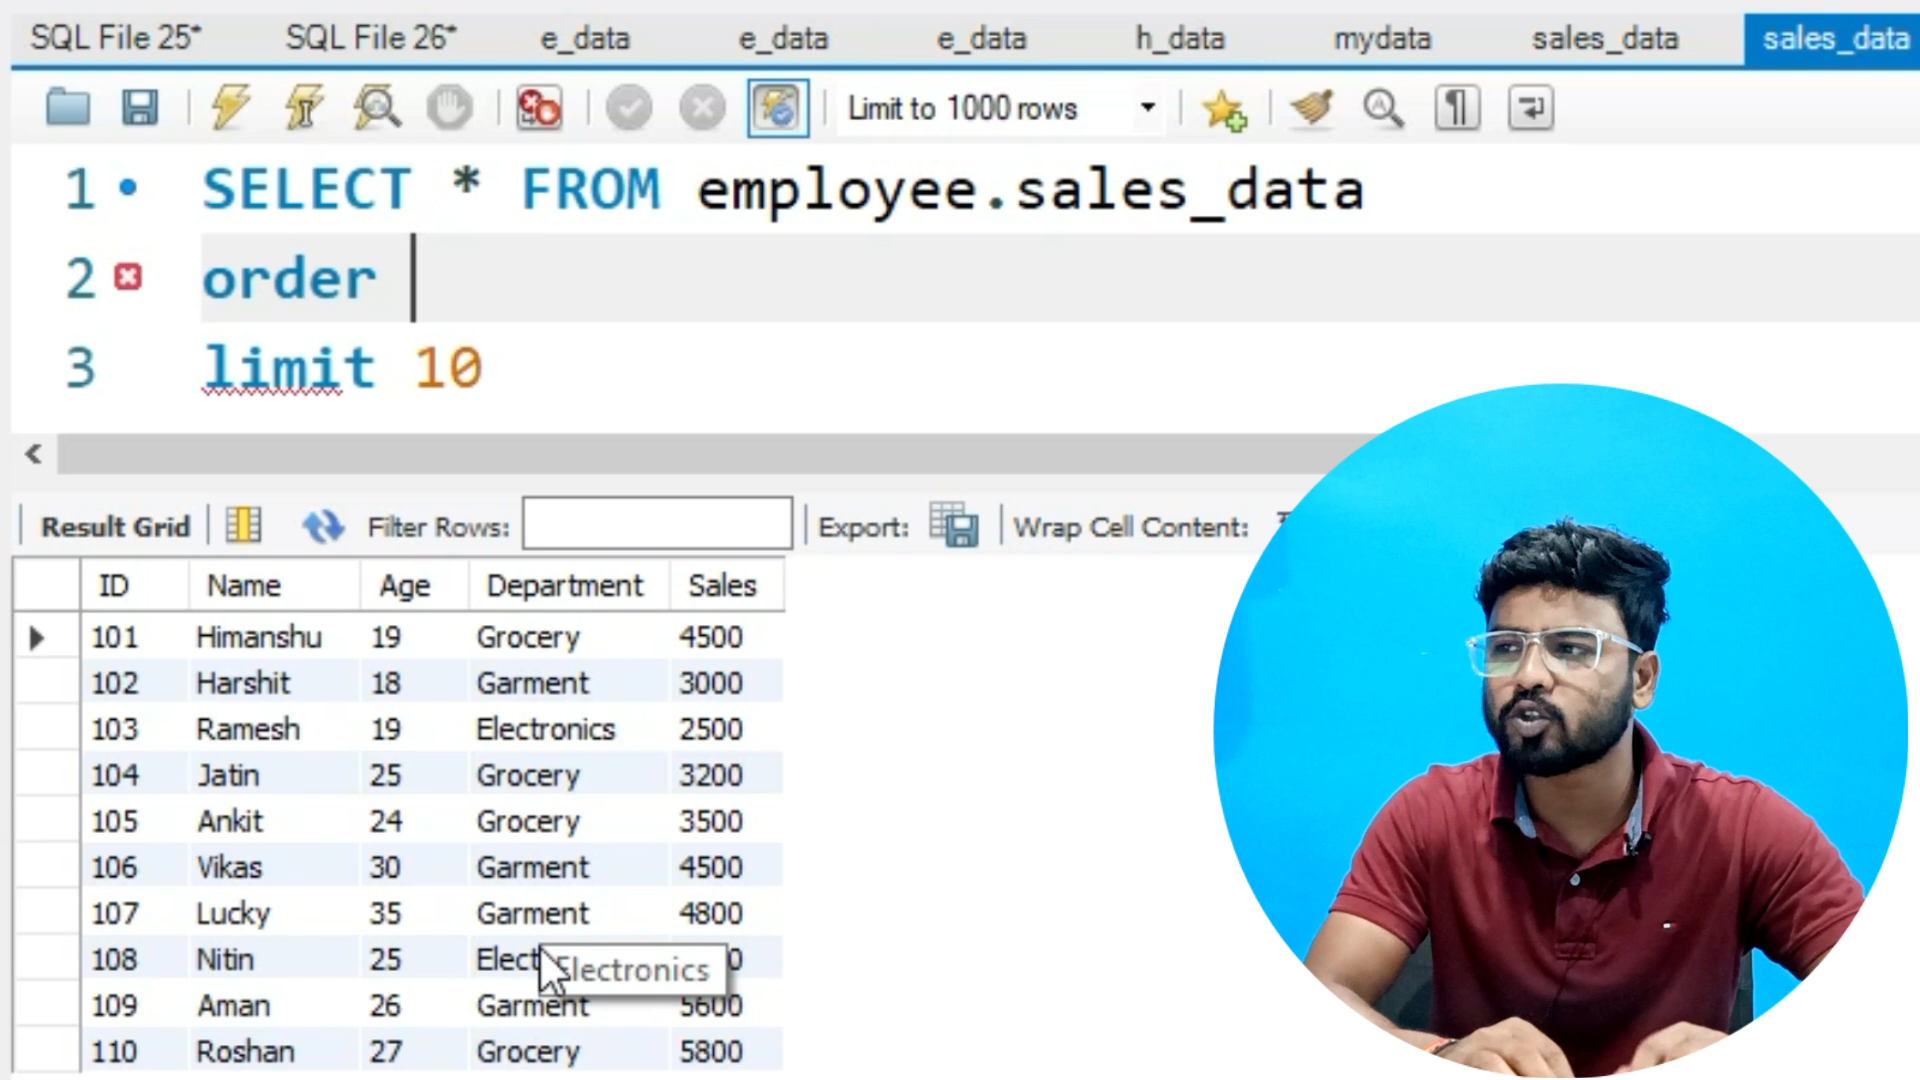 SQL File 25* SQL File 26* e_data e_data e_data h_data mydata sales_data sales_data
Limit to 1000 rows
1 SELECT * FROM employee.sales_data
2 order
3 limit 10
Result Grid Filter Rows: Export: Wrap Cell Content:
ID Name Age Department Sales
101 Himanshu 19 Grocery 4500
102 Harshit 18 Garment 3000
103 Ramesh 19 Electronics 2500
104 Jatin 25 Grocery 3200
105 Ankit 24 Grocery 3500
106 Vikas 30 Garment 4500
107 Lucky 35 Garment 4800
108 Nitin 25 Electronics
109 Aman 26 Garment 5600
110 Roshan 27 Grocery 5800